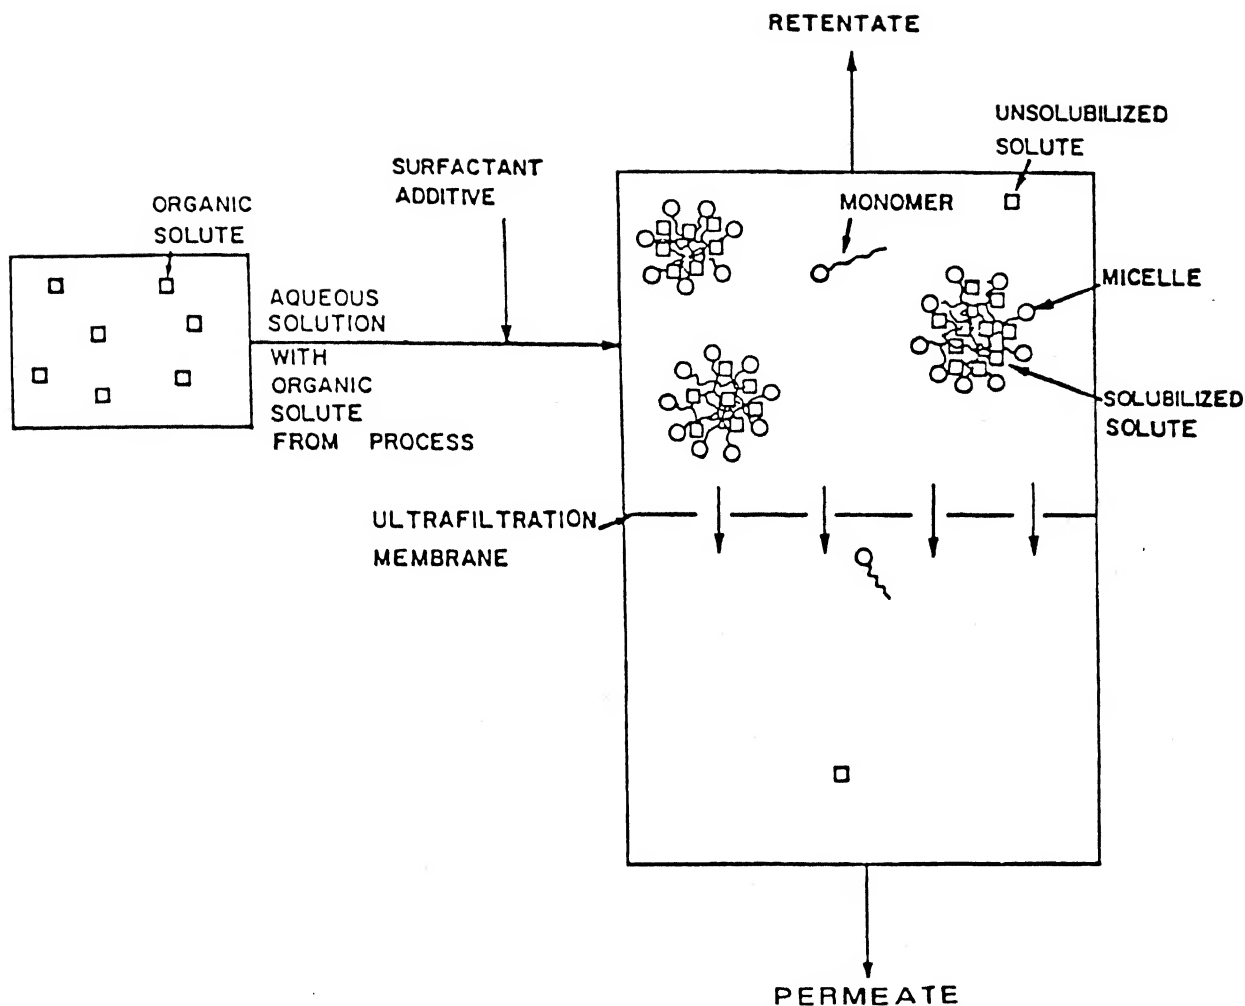 RETENTATE
UNSOLUBILIZED
SOLUTE
SURFACTANT
ADDITIVE
ORGANIC
SOLUTE
MONOMER
MICELLE
AQUEOUS
SOLUTION
WITH
ORGANIC
SOLUTE
FROM PROCESS
SOLUBILIZED
SOLUTE
ULTRAFILTRATION
MEMBRANE
PERMEATE